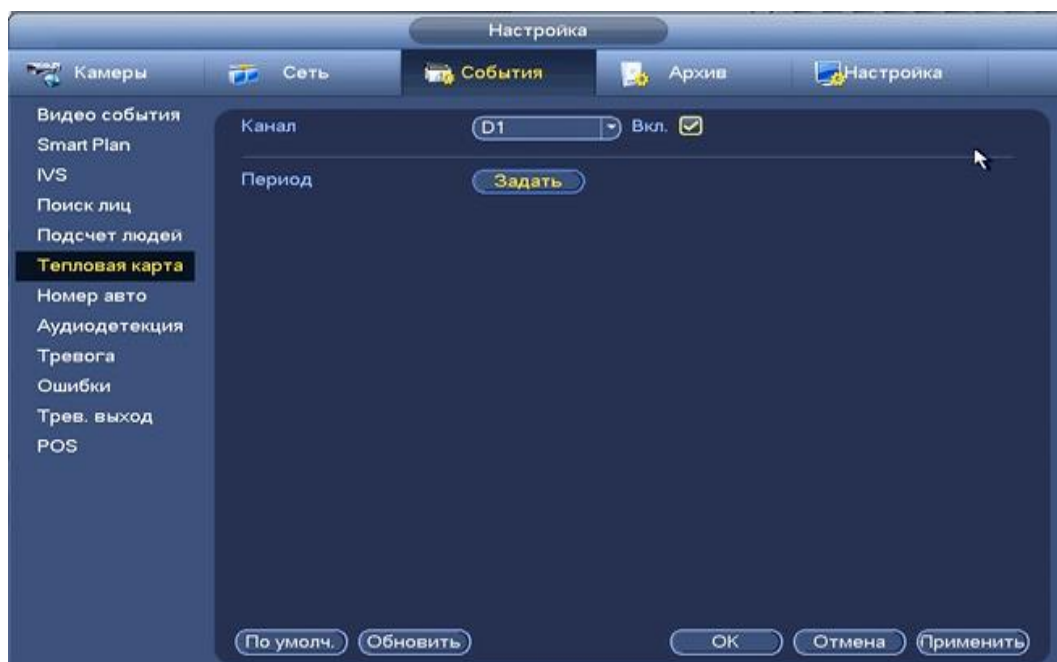 Настройка
Камеры Сеть События Архив Настройка
Видео события
Smart Plan
IVS
Поиск лиц
Подсчет людей
Тепловая карта
Номер авто
Аудиодетекция
Тревога
Ошибки
Трев. выход
POS
Канал D1 Вкл.
Период Задать
По умолч. Обновить OK Отмена Применить